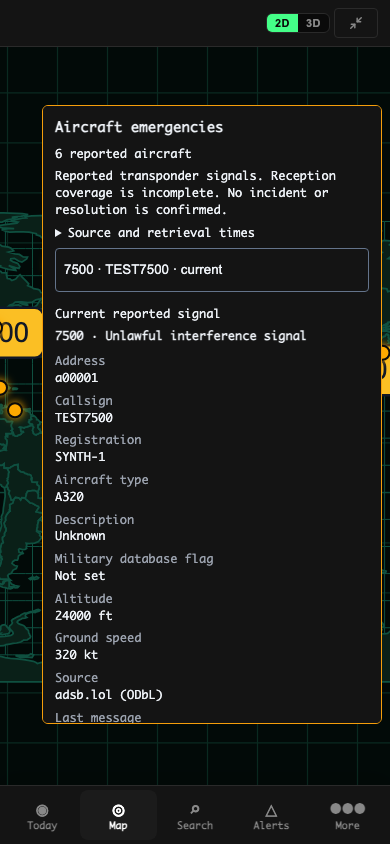 2D 3D
Aircraft emergencies
6 reported aircraft
Reported transponder signals. Reception
coverage is incomplete. No incident or
resolution is confirmed.
▶ Source and retrieval times
7500 · TEST7500 · current
Current reported signal
7500 · Unlawful interference signal
Address
a00001
Callsign
TEST7500
Registration
SYNTH-1
Aircraft type
A320
Description
Unknown
Military database flag
Not set
Altitude
24000 ft
Ground speed
320 kt
Source
adsb.lol (ODbL)
Last message
00
Today Map Search Alerts More